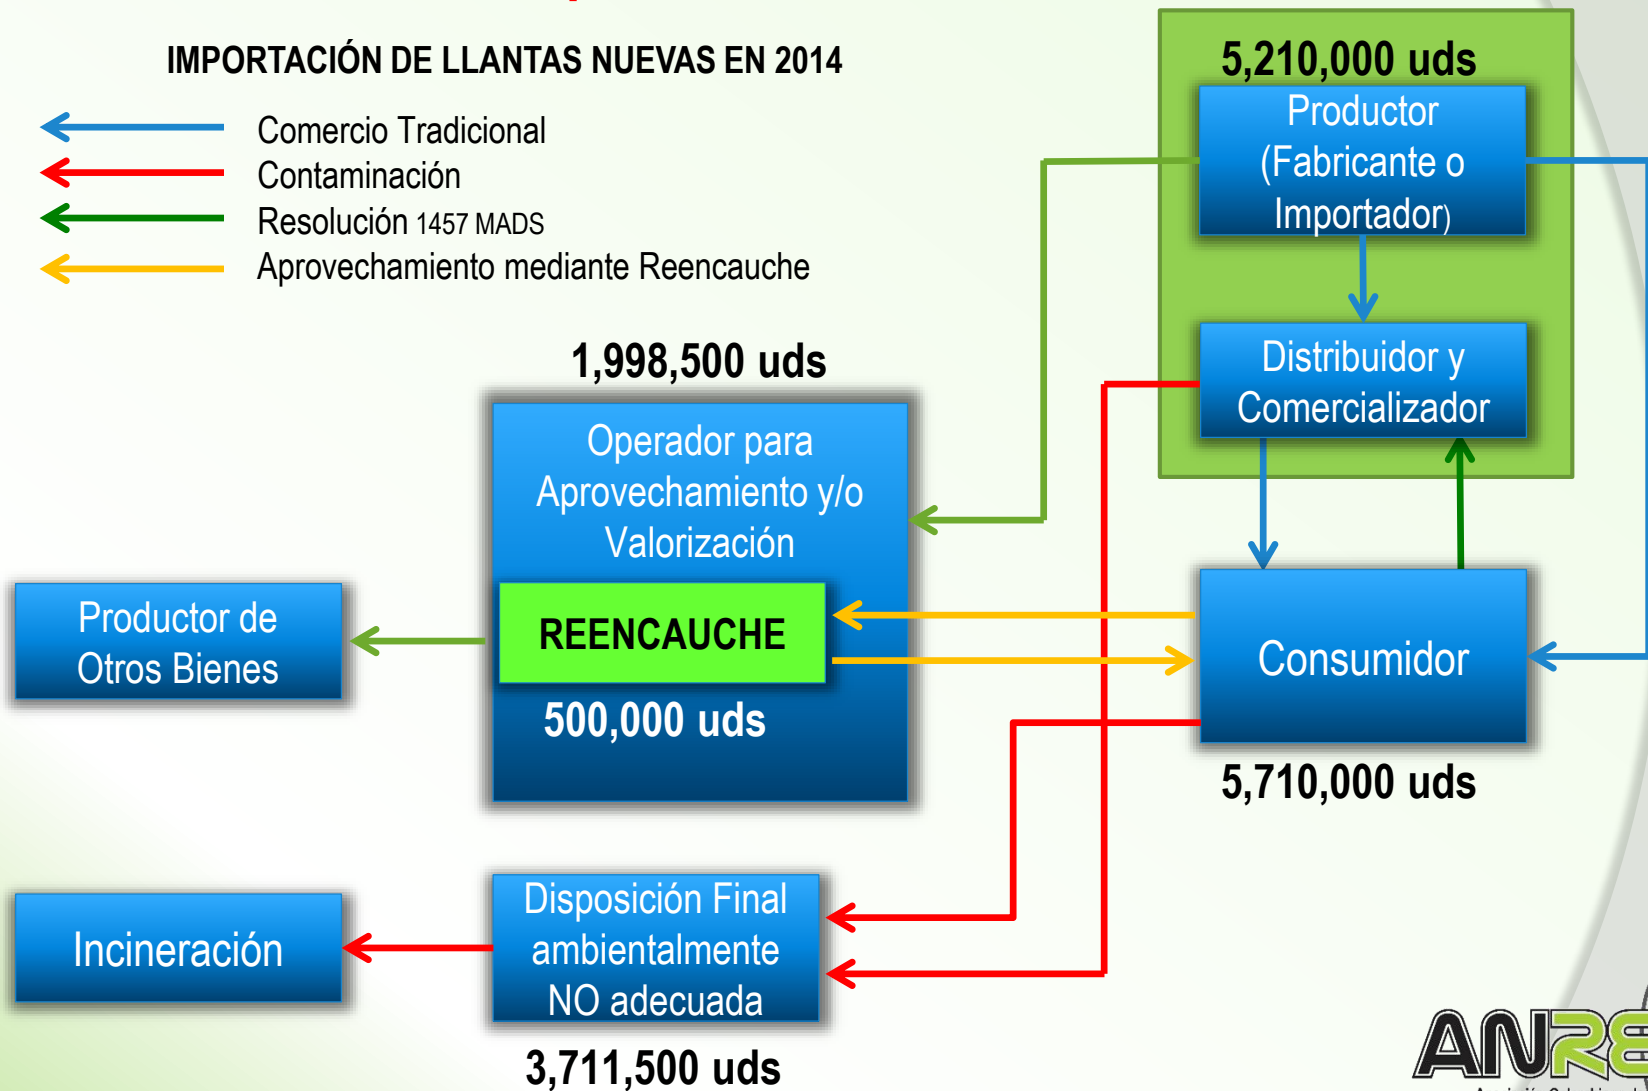 IMPORTACIÓN DE LLANTAS NUEVAS EN 2014
Comercio Tradicional
Contaminación
Resolución 1457 MADS
Aprovechamiento mediante Reencauche
5,210,000 uds
Productor
(Fabricante o
Importador)
Distribuidor y
Comercializador
1,998,500 uds
Operador para
Aprovechamiento y/o
Valorización
REENCAUCHE
500,000 uds
Productor de
Otros Bienes
Consumidor
5,710,000 uds
Disposición Final
ambientalmente
NO adecuada
3,711,500 uds
Incineración
ANRE